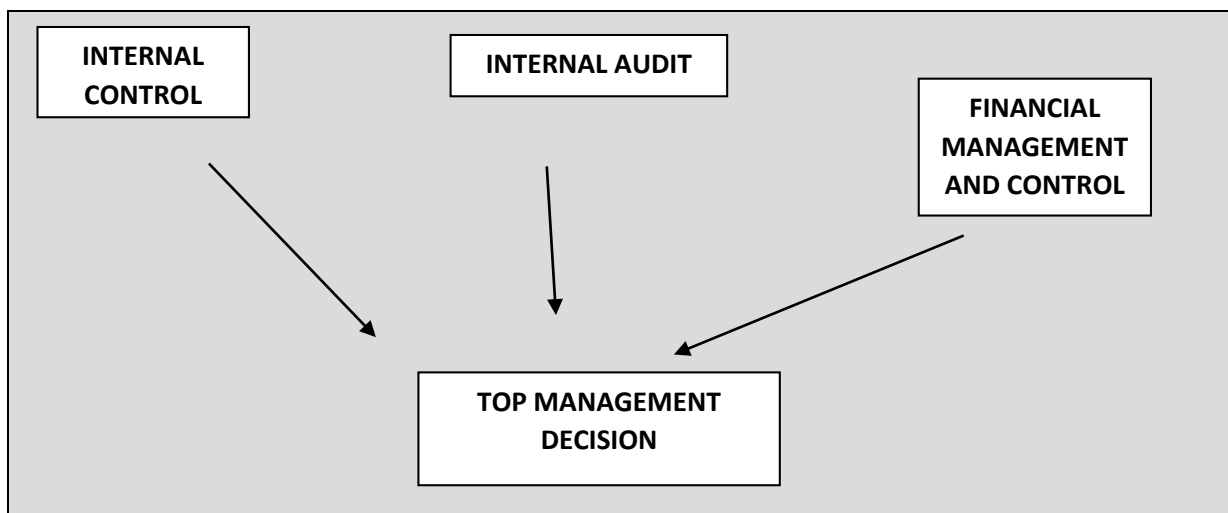 INTERNAL
CONTROL
INTERNAL AUDIT
FINANCIAL
MANAGEMENT
AND CONTROL
TOP MANAGEMENT
DECISION